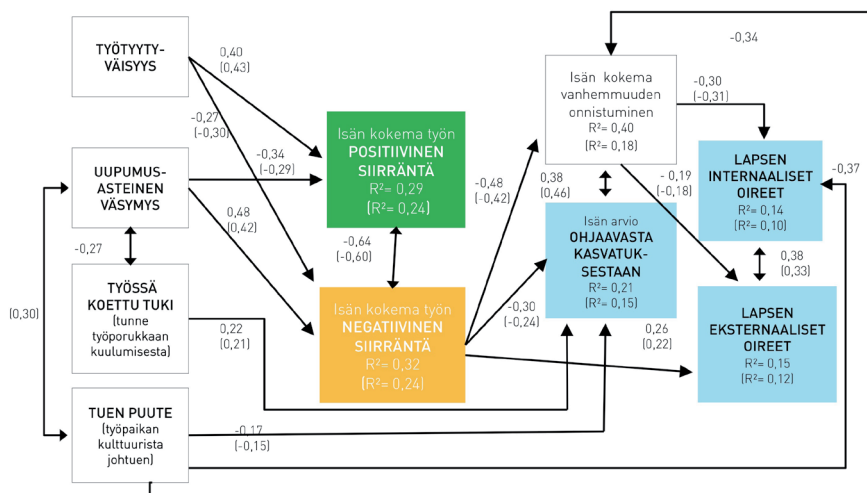 TYÖTYYTY-
VÄISYYS
0,40
(0,43)
-0,27
(-0,30)
-0,34
(-0,29)
0,48
(0,42)
UUPUMUS-
ASTEINEN
VÄSYMYS
-0,27
TYÖSSÄ
KOETTU TUKI
(tunne
työporukkaan
kuulumisesta)
(0,30)
0,22
(0,21)
TUEN PUUTE
(työpaikan
kulttuurista
johtuen)
-0,17
(-0,15)
Isän kokema työn
POSITIIVINEN
SIIRRÄNTÄ
R²= 0,29
(R²= 0,24)
-0,64
(-0,60)
Isän kokema työn
NEGATIIVINEN
SIIRRÄNTÄ
R²= 0,32
(R²= 0,24)
-0,48
(-0,42)
-0,30
(-0,24)
0,26
(0,22)
-0,34
Isän kokema
vanhemmuuden
onnistuminen
R²= 0,40
(R²= 0,18)
0,38
(0,46)
Isän arvio
OHJAAVASTA
KASVATUK-
SESTAAN
R²= 0,21
(R²= 0,15)
-0,30
(-0,31)
-0,19
(-0,18)
LAPSEN
INTERNAALISET
OIREET
R²= 0,14
(R²= 0,10)
-0,37
0,38
(0,33)
LAPSEN
EKSTERNAALISET
OIREET
R²= 0,15
(R²= 0,12)